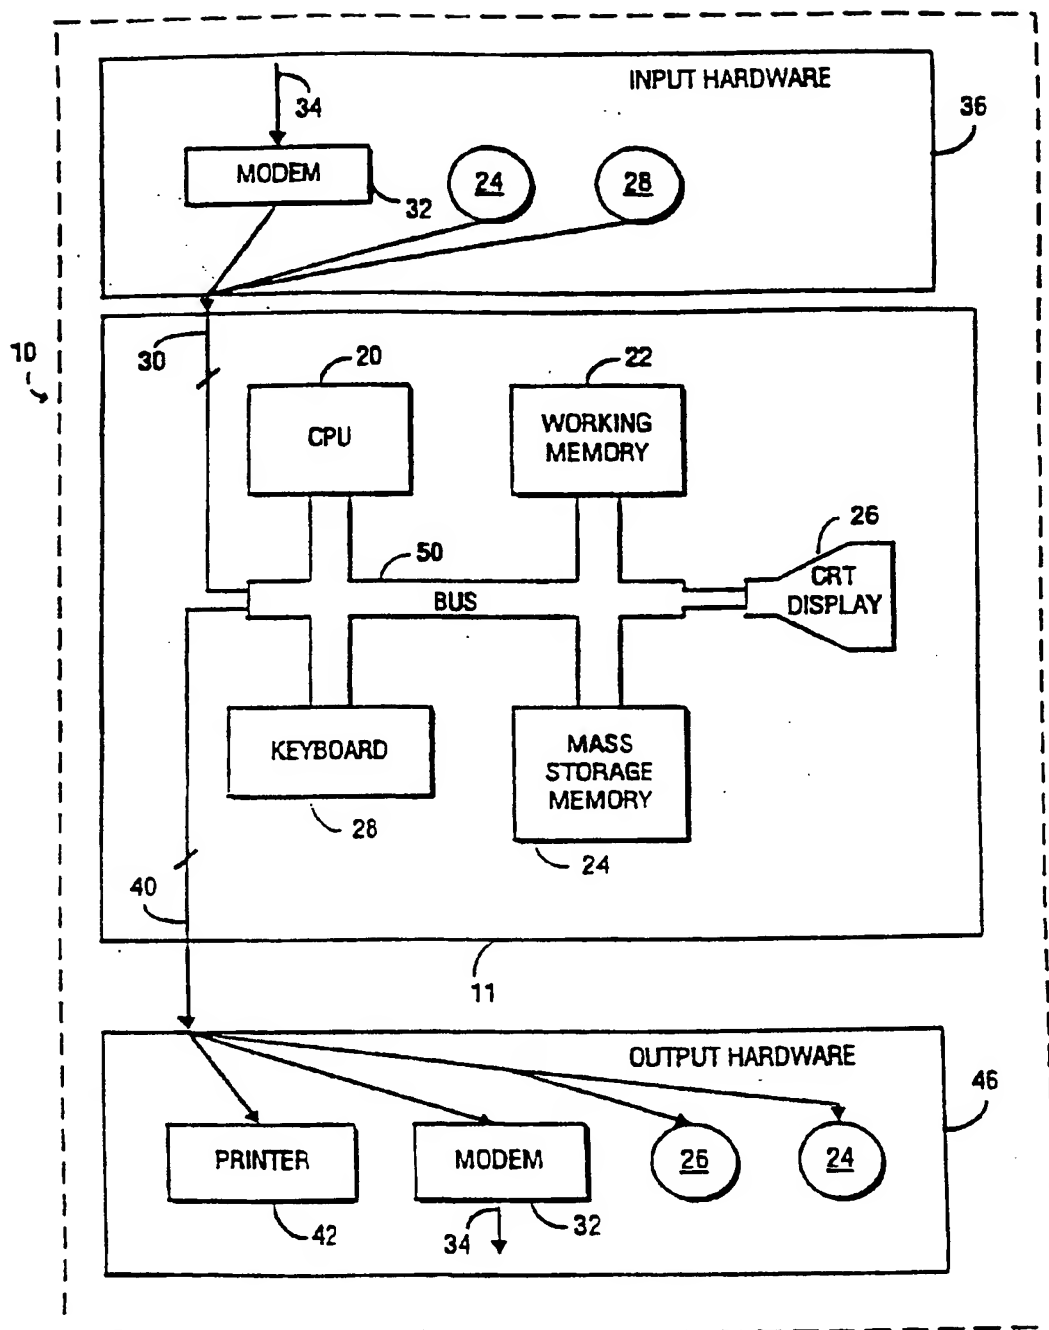 INPUT HARDWARE
34
36
MODEM
32
24
28
10
30
20
22
CPU
WORKING
MEMORY
26
50
BUS
CRT
DISPLAY
KEYBOARD
28
MASS
STORAGE
MEMORY
24
40
11
OUTPUT HARDWARE
46
PRINTER
42
MODEM
32
34
26
24